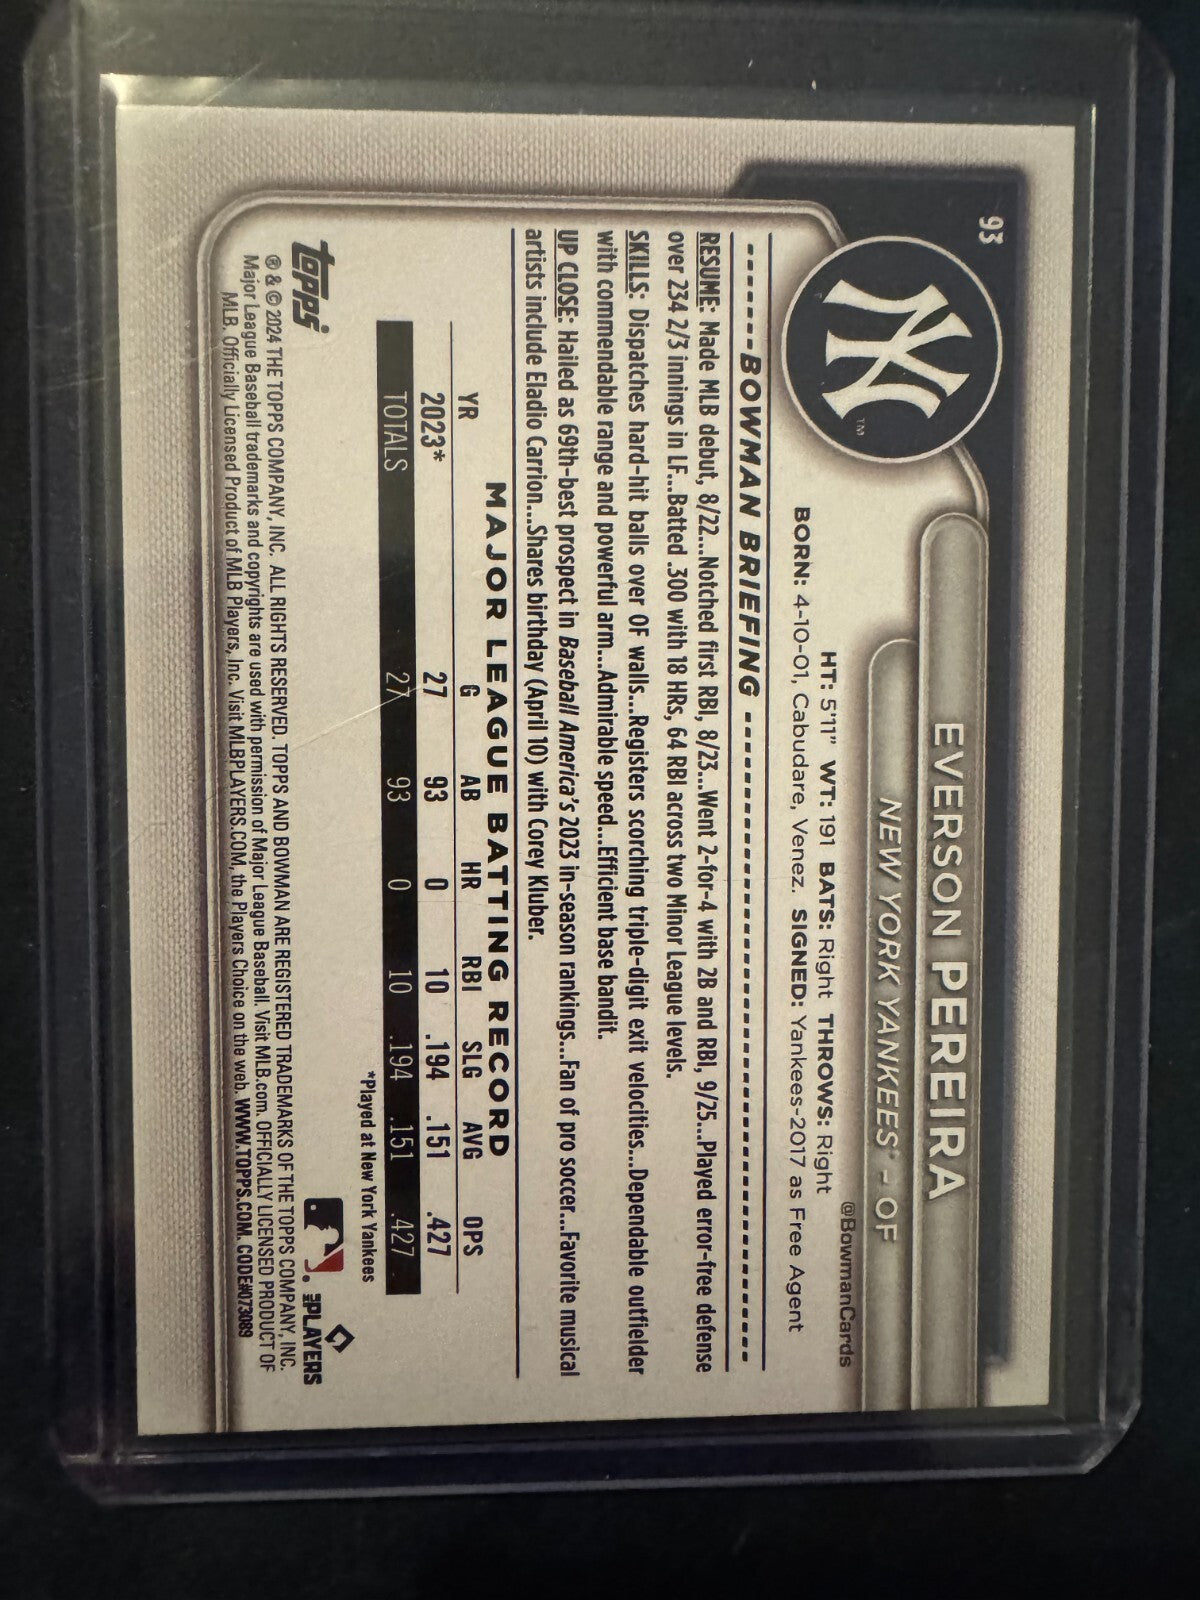 93
EVERSON PEREIRA
NEW YORK YANKEES® - OF
@BowmanCards
HT: 5'11" WT: 191 BATS: Right THROWS: Right
BORN: 4-10-01, Cabudare, Venez. SIGNED: Yankees-2017 as Free Agent
NY
TM
BOWMAN BRIEFING
RESUME: Made MLB debut, 8/22...Notched first RBI, 8/23...Went 2-for-4 with 2B and RBI, 9/25...Played error-free defense
over 234 2/3 innings in LF...Batted .300 with 18 HRs, 64 RBI across two Minor League levels.
SKILLS: Dispatches hard-hit balls over OF walls...Registers scorching triple-digit exit velocities...Dependable outfielder
with commendable range and powerful arm...Admirable speed...Efficient base bandit.
UP CLOSE: Hailed as 69th-best prospect in Baseball America's 2023 in-season rankings...Fan of pro soccer...Favorite musical
artists include Eladio Carrion...Shares birthday (April 10) with Corey Kluber.
MAJOR LEAGUE BATTING RECORD
YR G AB HR RBI SLG AVG OPS
2023* 27 93 0 10 .194 .151 .427
TOTALS 27 93 0 10 .194 .151 .427
*Played at New York Yankees
topps
MLB PLAYERS
® & © 2024 THE TOPPS COMPANY, INC. ALL RIGHTS RESERVED. TOPPS AND BOWMAN ARE REGISTERED TRADEMARKS OF THE TOPPS COMPANY, INC.
Major League Baseball trademarks and copyrights are used with permission of Major League Baseball. Visit MLB.com. OFFICIALLY LICENSED PRODUCT OF
MLB. Officially Licensed Product of MLB Players, Inc. Visit MLBPLAYERS.COM, the Players Choice on the web. WWW.TOPPS.COM. CODE#073089